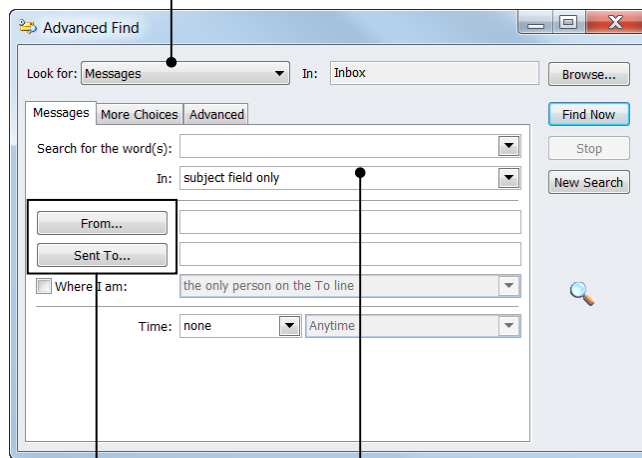 Advanced Find
Look for: Messages In: Inbox Browse...
Messages More Choices Advanced Find Now
Search for the word(s): Stop
In: subject field only New Search
From...
Sent To...
Where I am: the only person on the To line
Time: none Anytime